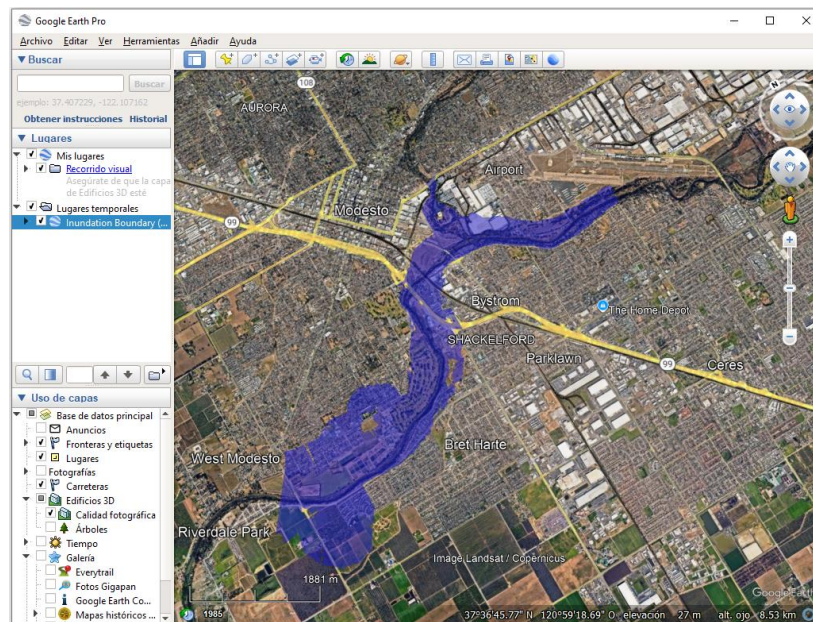 Google Earth Pro
Archivo Editar Ver Herramientas Añadir Ayuda
Buscar
Buscar
ejemplo: 37.407229, -122.107162
Obtener instrucciones Historial
Lugares
Mis lugares
Recorrido visual
Asegúrate de que la capa
de Edificios 3D esté
Lugares temporales
Inundation Boundary (...
Uso de capas
Base de datos principal
Anuncios
Fronteras y etiquetas
Lugares
Fotografías
Carreteras
Edificios 3D
Calidad fotográfica
Árboles
Tiempo
Galería
Everytrail
Fotos Gigapan
Google Earth Co...
Mapas históricos ...
108
AURORA
N
Airport
Modesto
99
Bystrom
The Home Depot
SHACKELFORD
Parklawn
99
Ceres
Bret Harte
West Modesto
Riverdale Park
Image Landsat / Copernicus
1881 m
Google Earth
1985
37°36'45.77" N 120°59'18.69" O elevación 27 m alt. ojo 8.53 km